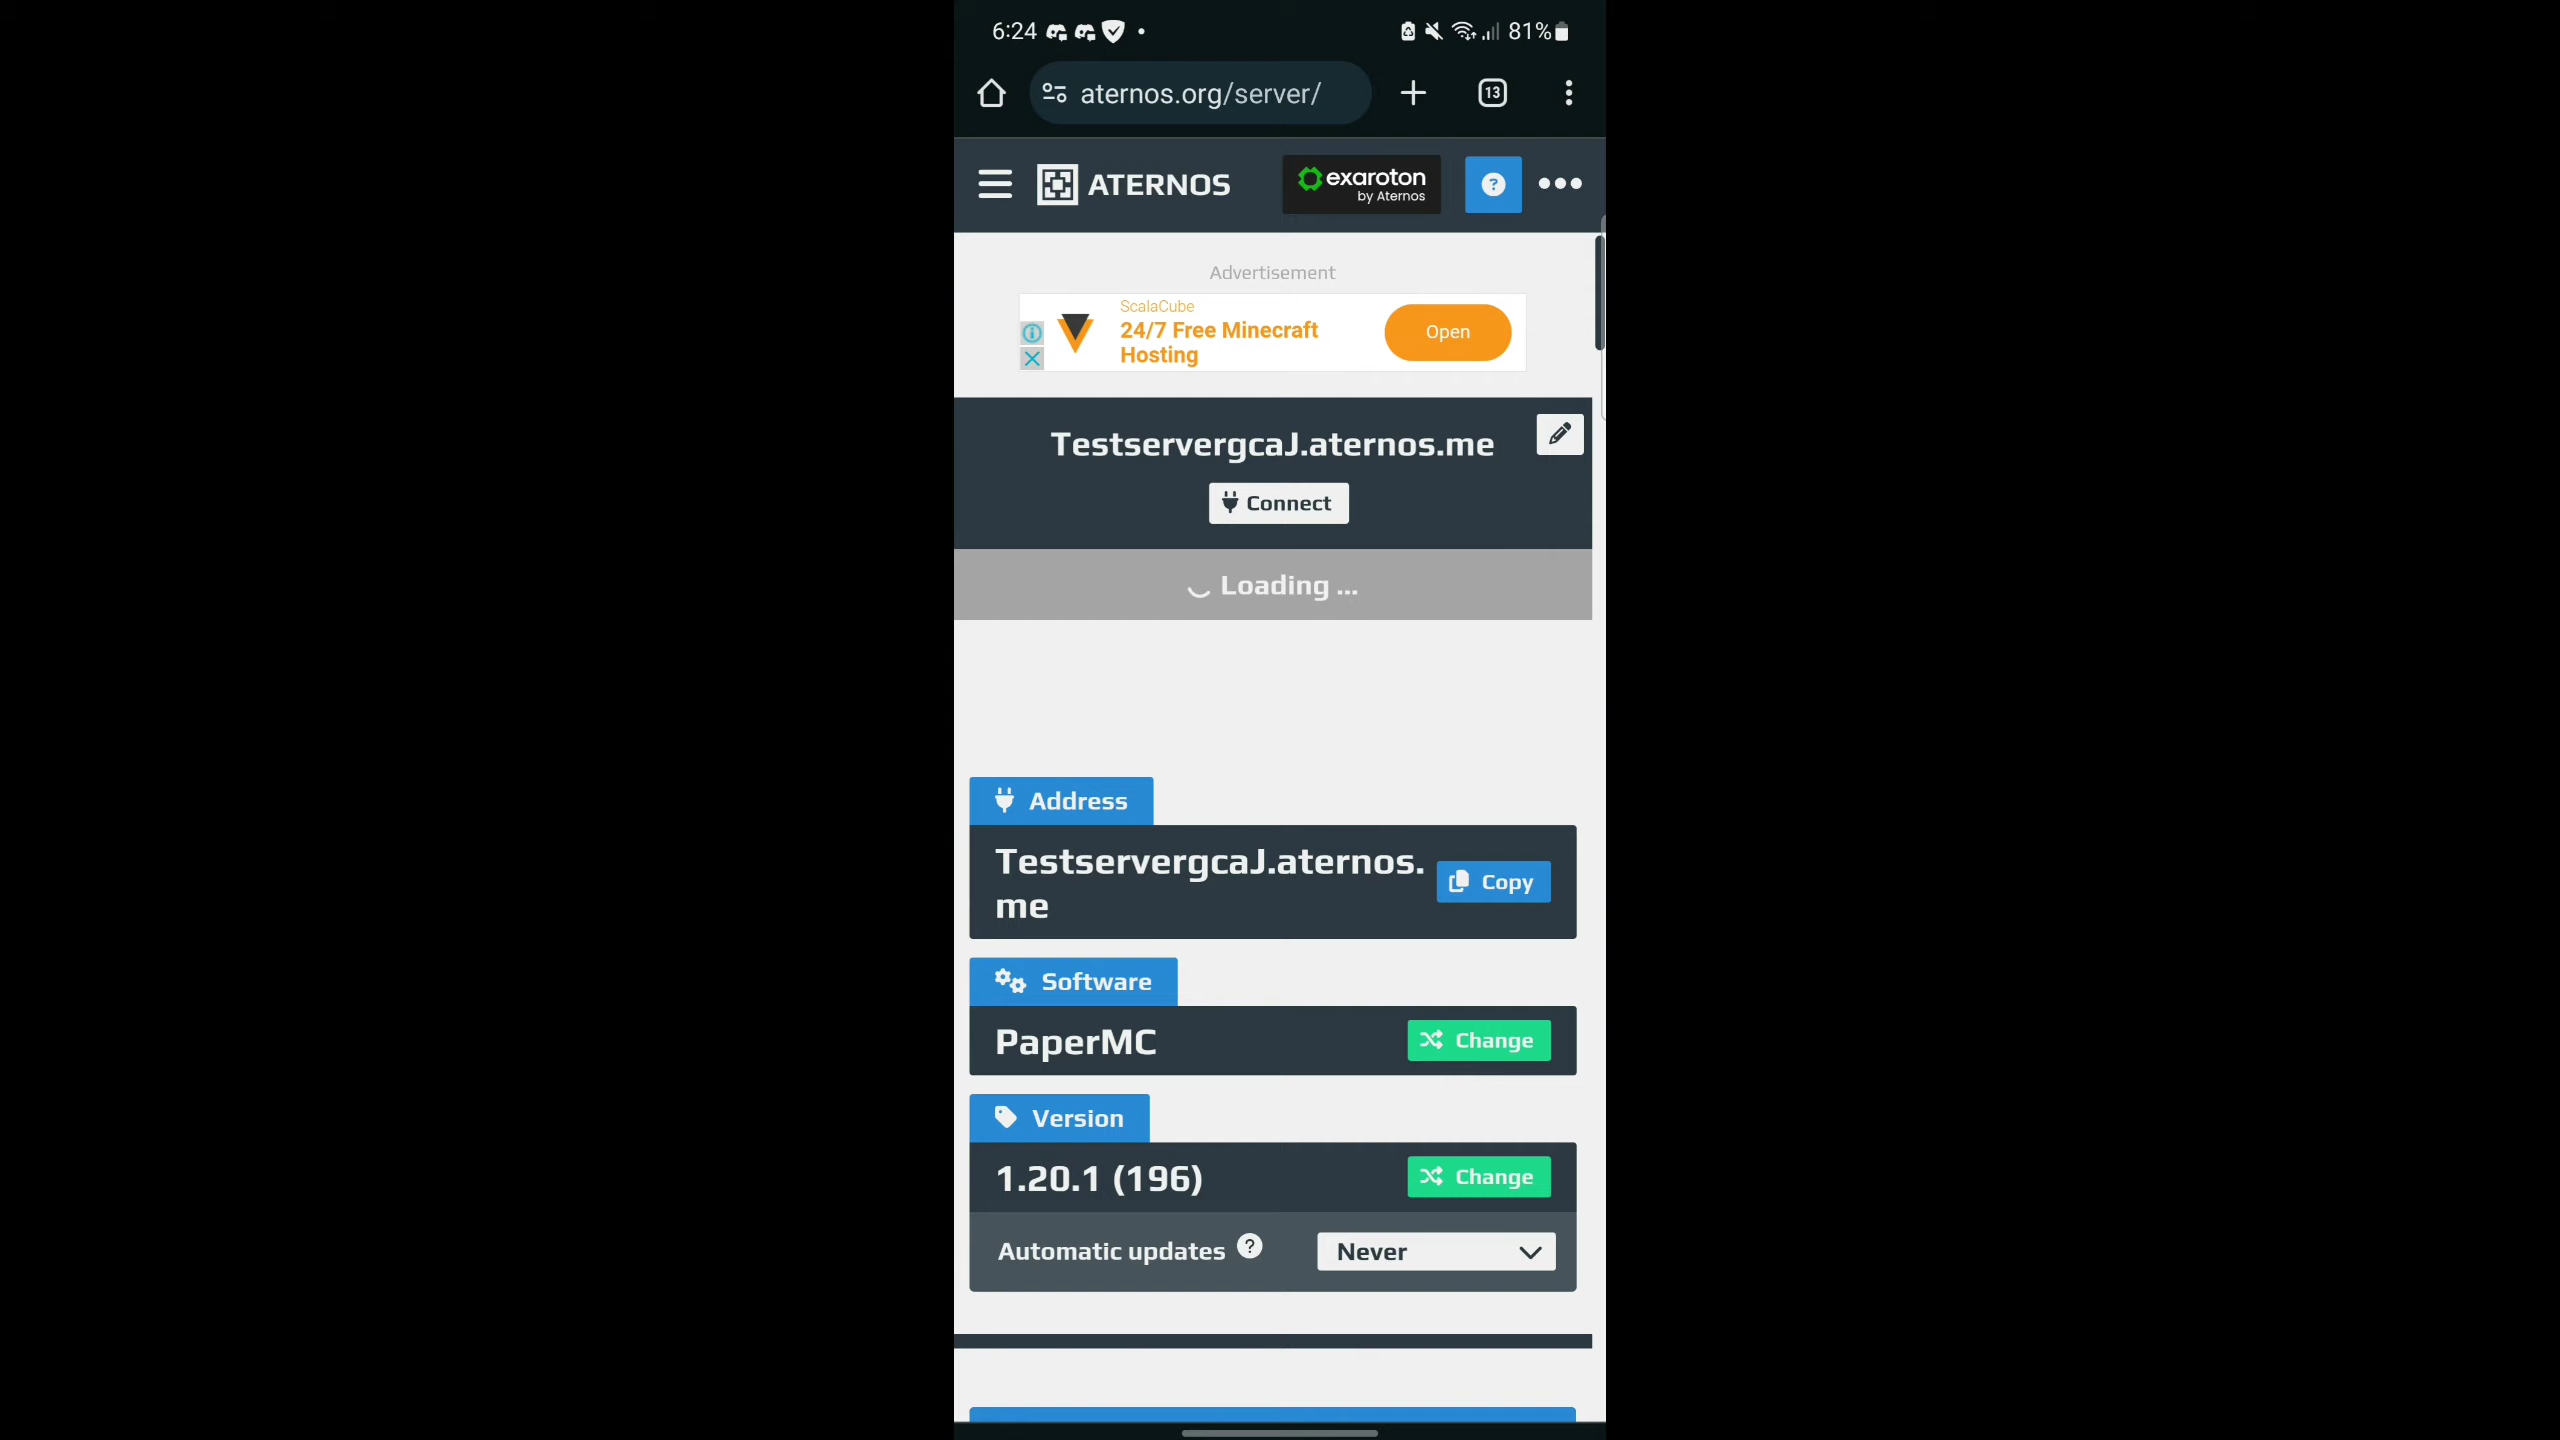 6:24
81%
aternos.org/server/
13
ATERNOS
exaroton
by Aternos
?
Advertisement
ScalaCube
24/7 Free Minecraft
Hosting
Open
TestservergcaJ.aternos.me
Connect
Loading ...
Address
TestservergcaJ.aternos.
me
Copy
Software
PaperMC
Change
Version
1.20.1 (196)
Change
Automatic updates ?
Never